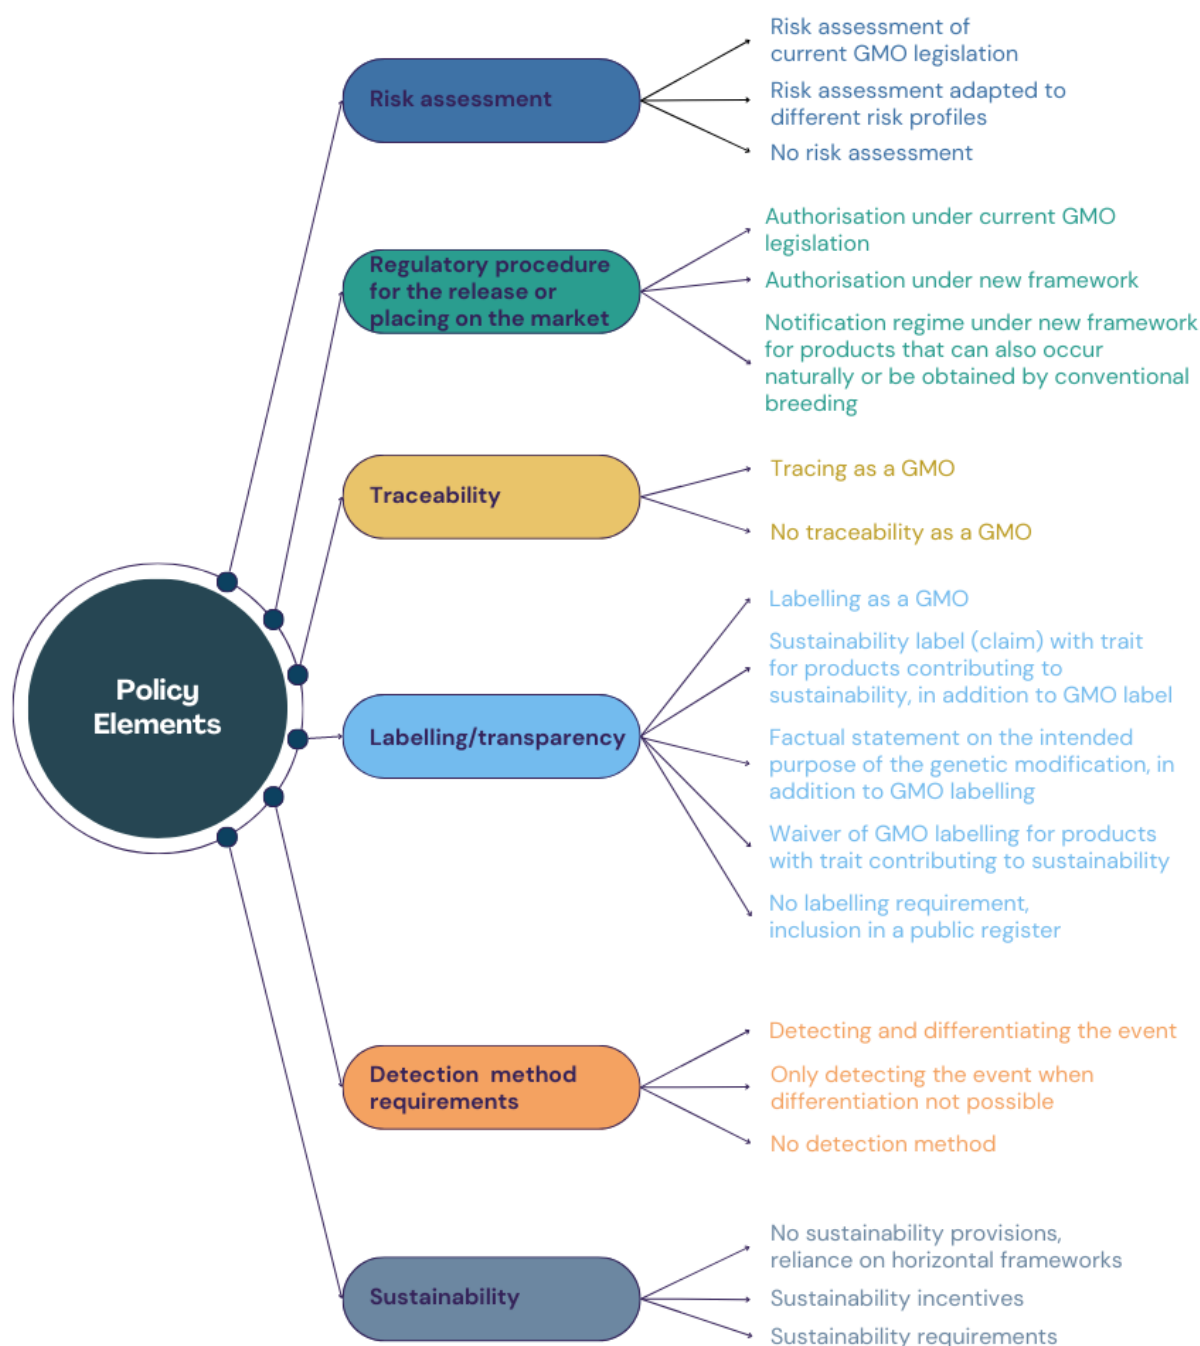 Policy
Elements
Risk assessment
Risk assessment of
current GMO legislation
Risk assessment adapted to
different risk profiles
No risk assessment
Regulatory procedure
for the release or
placing on the market
Authorisation under current GMO
legislation
Authorisation under new framework
Notification regime under new framework
for products that can also occur
naturally or be obtained by conventional
breeding
Traceability
Tracing as a GMO
No traceability as a GMO
Labelling/transparency
Labelling as a GMO
Sustainability label (claim) with trait
for products contributing to
sustainability, in addition to GMO label
Factual statement on the intended
purpose of the genetic modification, in
addition to GMO labelling
Waiver of GMO labelling for products
with trait contributing to sustainability
No labelling requirement,
inclusion in a public register
Detection method
requirements
Detecting and differentiating the event
Only detecting the event when
differentiation not possible
No detection method
Sustainability
No sustainability provisions,
reliance on horizontal frameworks
Sustainability incentives
Sustainability requirements